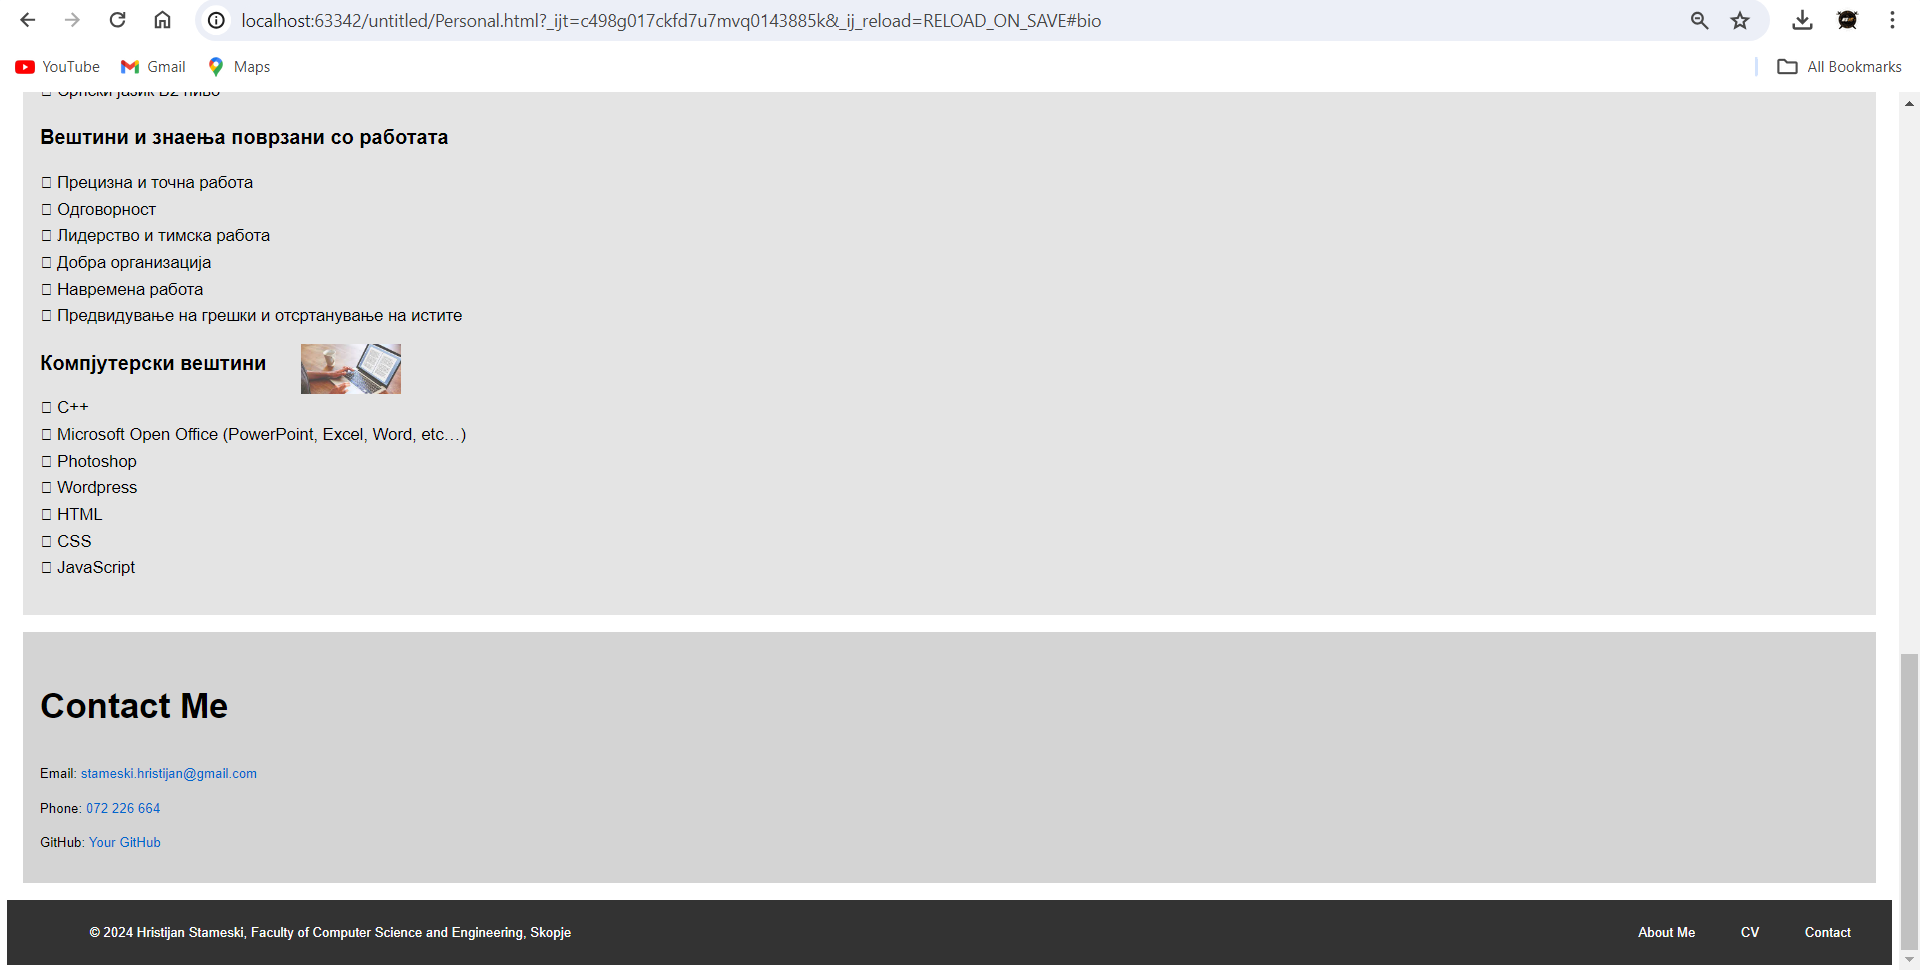 localhost:63342/untitled/Personal.html?_ijt=c498g017ckfd7u7mvq0143885k&_ij_reload=RELOAD_ON_SAVE#bio
YouTube Gmail Maps All Bookmarks
Вештини и знаења поврзани со работата
Прецизна и точна работа
Одговорност
Лидерство и тимска работа
Добра организација
Навремена работа
Предвидување на грешки и отсртанување на истите
Компјутерски вештини
C++
Microsoft Open Office (PowerPoint, Excel, Word, etc…)
Photoshop
Wordpress
HTML
CSS
JavaScript
Contact Me
Email: stameski.hristijan@gmail.com
Phone: 072 226 664
GitHub: Your GitHub
© 2024 Hristijan Stameski, Faculty of Computer Science and Engineering, Skopje
About Me CV Contact